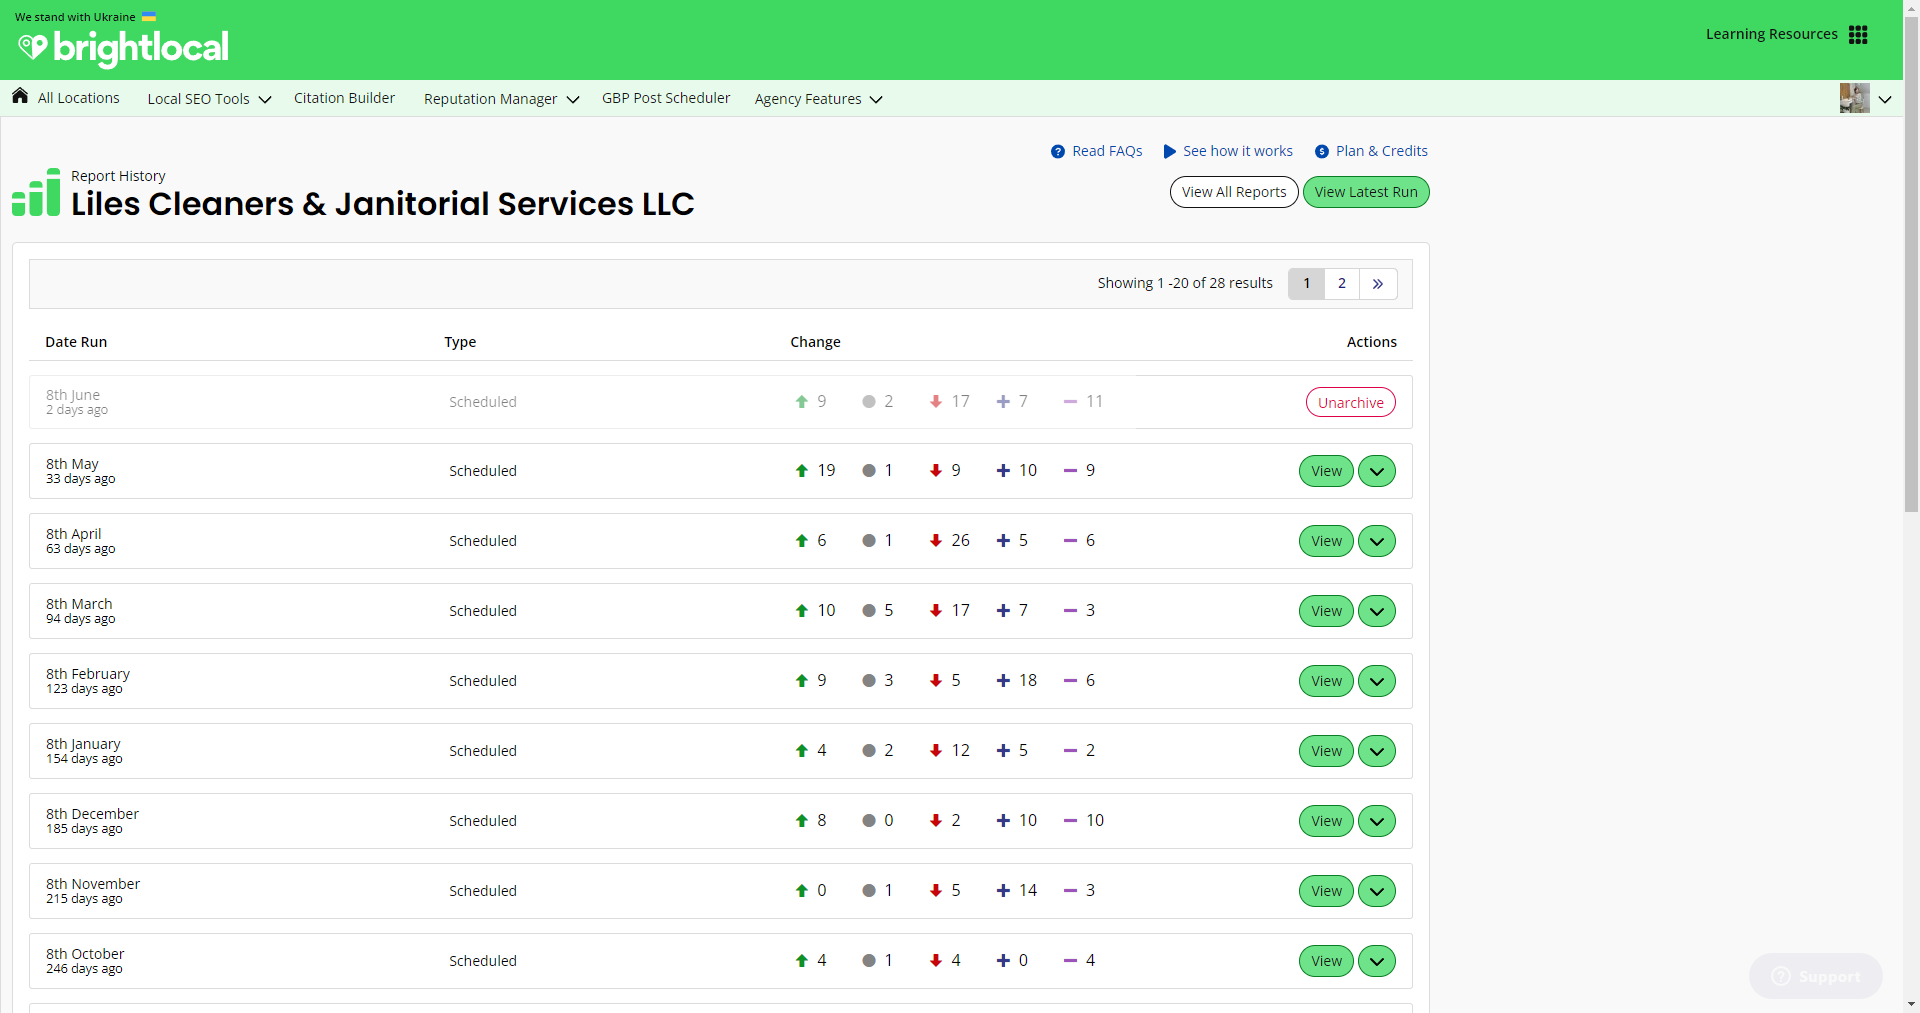 We stand with Ukraine
brightlocal
Learning Resources
All Locations Local SEO Tools Citation Builder Reputation Manager GBP Post Scheduler Agency Features
Read FAQs See how it works Plan & Credits
Report History
Liles Cleaners & Janitorial Services LLC
View All Reports View Latest Run
Showing 1 -20 of 28 results 1 2 »
Date Run Type Change Actions
8th June
2 days ago
Scheduled 9 2 17 7 11 Unarchive
8th May
33 days ago
Scheduled 19 1 9 10 9 View
8th April
63 days ago
Scheduled 6 1 26 5 6 View
8th March
94 days ago
Scheduled 10 5 17 7 3 View
8th February
123 days ago
Scheduled 9 3 5 18 6 View
8th January
154 days ago
Scheduled 4 2 12 5 2 View
8th December
185 days ago
Scheduled 8 0 2 10 10 View
8th November
215 days ago
Scheduled 0 1 5 14 3 View
8th October
246 days ago
Scheduled 4 1 4 0 4 View
Support